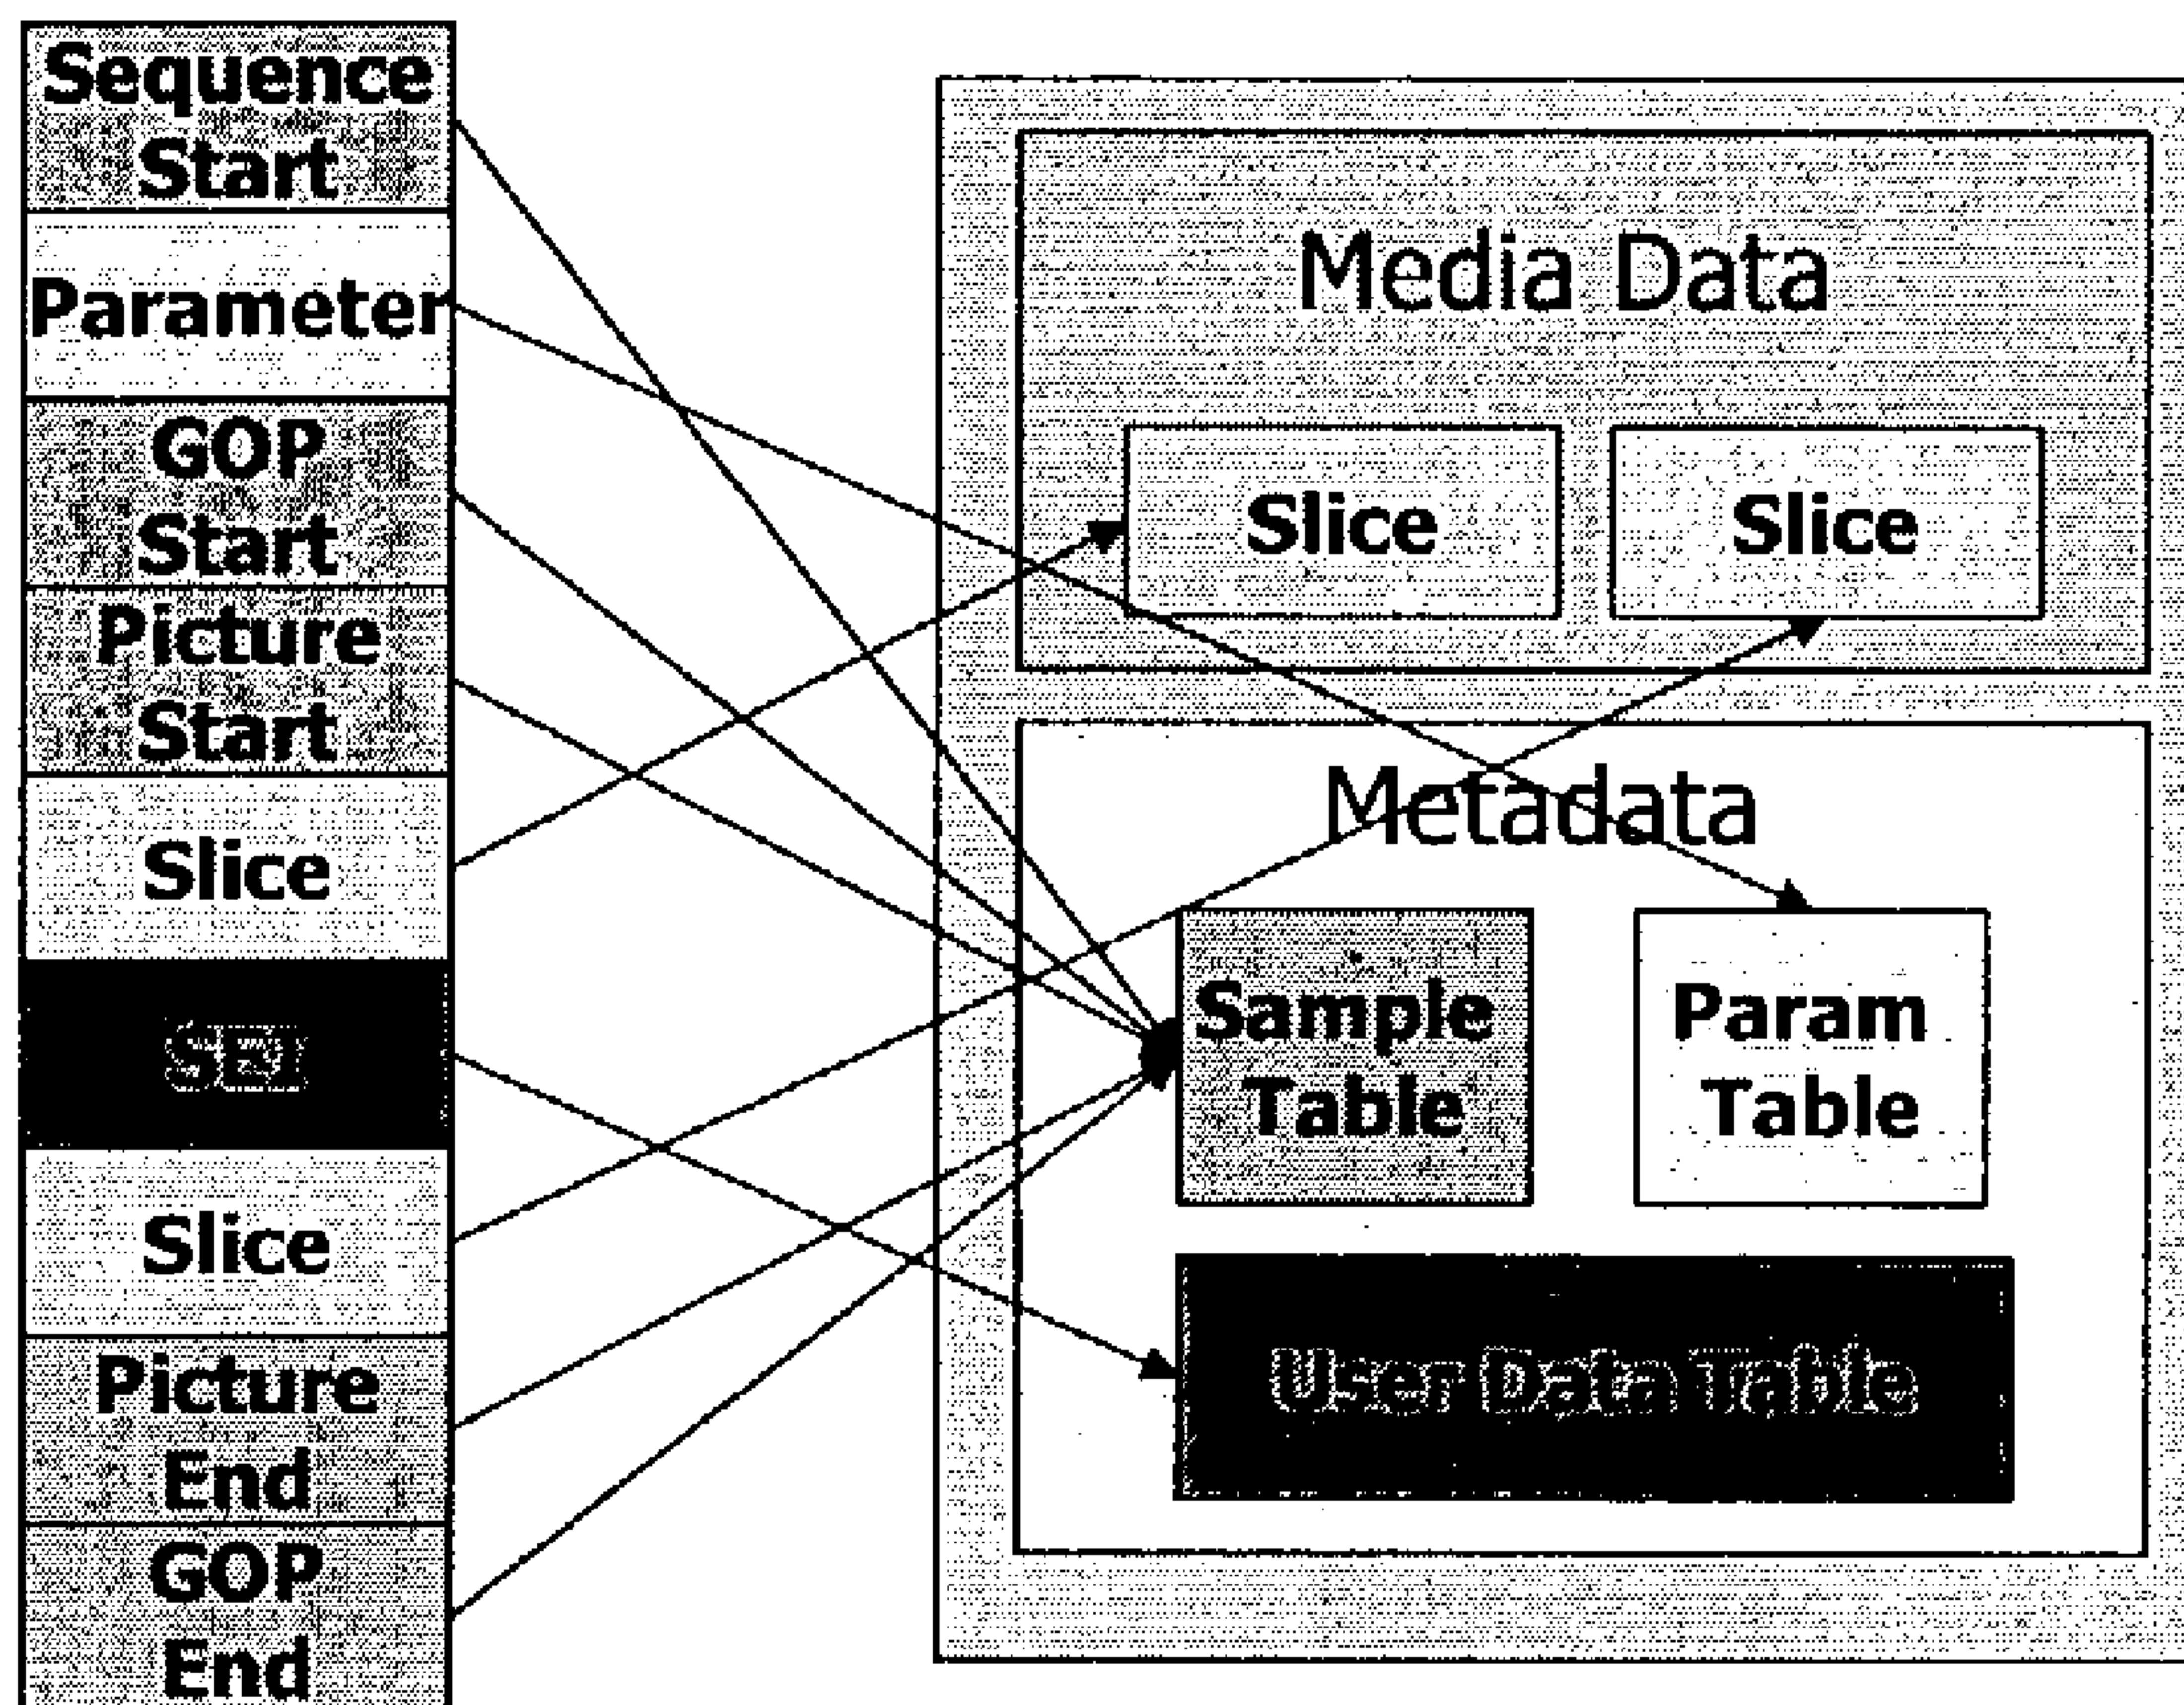 Sequence
Start
Parameter
GOP
Start
Picture
Start
Slice
SEI
Slice
Picture
End
GOP
End
Media Data
Slice
Slice
Metadata
Sample
Table
Param
Table
User Data Table